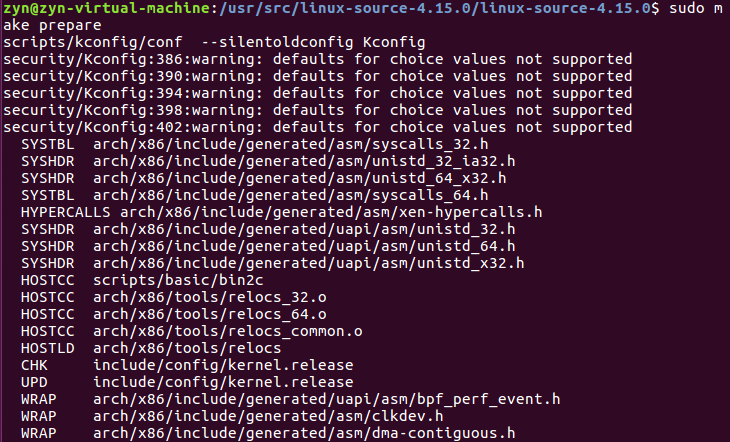 zyn@zyn-virtual-machine:/usr/src/linux-source-4.15.0/linux-source-4.15.0$ sudo m
ake prepare
scripts/kconfig/conf  --silentoldconfig Kconfig
security/Kconfig:386:warning: defaults for choice values not supported
security/Kconfig:390:warning: defaults for choice values not supported
security/Kconfig:394:warning: defaults for choice values not supported
security/Kconfig:398:warning: defaults for choice values not supported
security/Kconfig:402:warning: defaults for choice values not supported
  SYSTBL  arch/x86/include/generated/asm/syscalls_32.h
  SYSHDR  arch/x86/include/generated/asm/unistd_32_ia32.h
  SYSHDR  arch/x86/include/generated/asm/unistd_64_x32.h
  SYSTBL  arch/x86/include/generated/asm/syscalls_64.h
  HYPERCALLS arch/x86/include/generated/asm/xen-hypercalls.h
  SYSHDR  arch/x86/include/generated/uapi/asm/unistd_32.h
  SYSHDR  arch/x86/include/generated/uapi/asm/unistd_64.h
  SYSHDR  arch/x86/include/generated/uapi/asm/unistd_x32.h
  HOSTCC  scripts/basic/bin2c
  HOSTCC  arch/x86/tools/relocs_32.o
  HOSTCC  arch/x86/tools/relocs_64.o
  HOSTCC  arch/x86/tools/relocs_common.o
  HOSTLD  arch/x86/tools/relocs
  CHK     include/config/kernel.release
  UPD     include/config/kernel.release
  WRAP    arch/x86/include/generated/uapi/asm/bpf_perf_event.h
  WRAP    arch/x86/include/generated/asm/clkdev.h
  WRAP    arch/x86/include/generated/asm/dma-contiguous.h